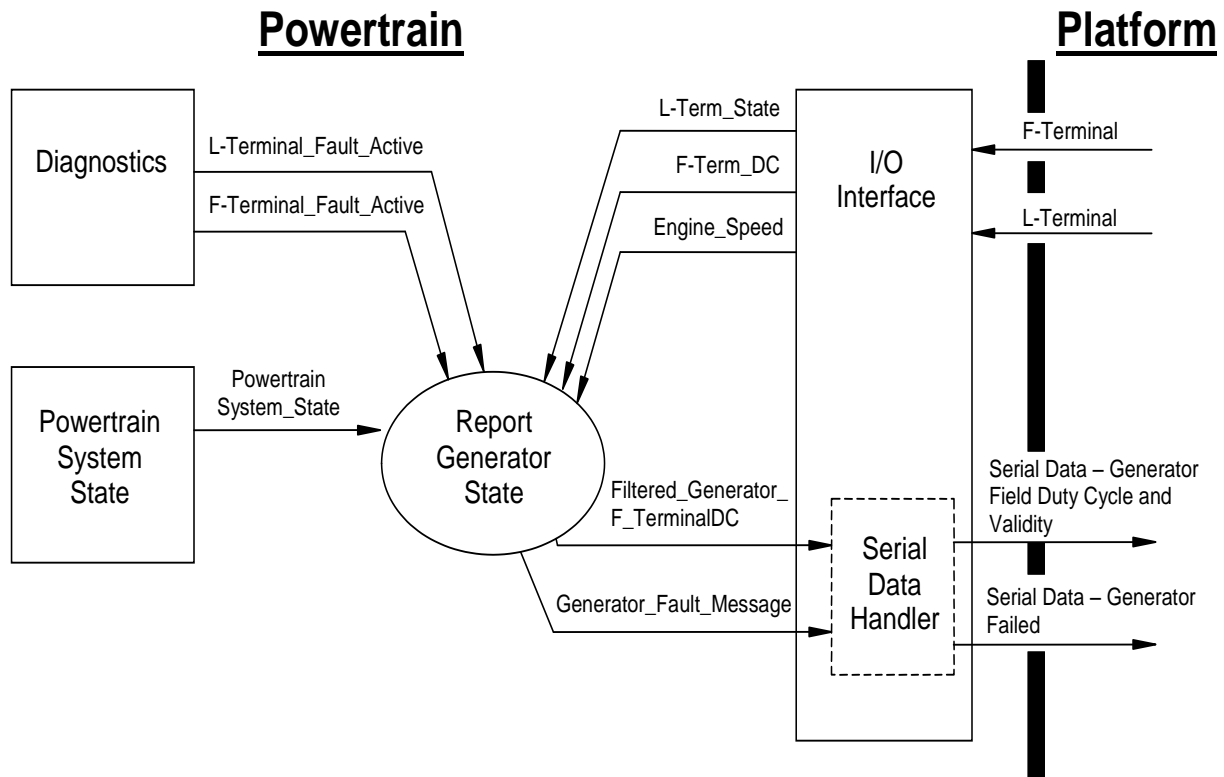 Powertrain
Platform
Diagnostics
L-Terminal_Fault_Active
F-Terminal_Fault_Active
L-Term_State
F-Term_DC
Engine_Speed
I/O
Interface
F-Terminal
L-Terminal
Powertrain
System
State
Powertrain
System_State
Report
Generator
State
Filtered_Generator_
F_TerminalDC
Generator_Fault_Message
Serial
Data
Handler
Serial Data – Generator
Field Duty Cycle and
Validity
Serial Data – Generator
Failed